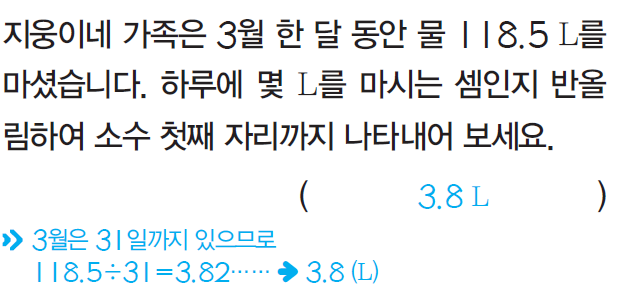 지웅이네 가족은 3월 한 달 동안 물 118.5 L를
마셨습니다. 하루에 몇 L를 마시는 셈인지 반올
림하여 소수 첫째 자리까지 나타내어 보세요.
( 3.8 L )
» 3월은 31일까지 있으므로
118.5÷31=3.82…… ➔ 3.8 (L)